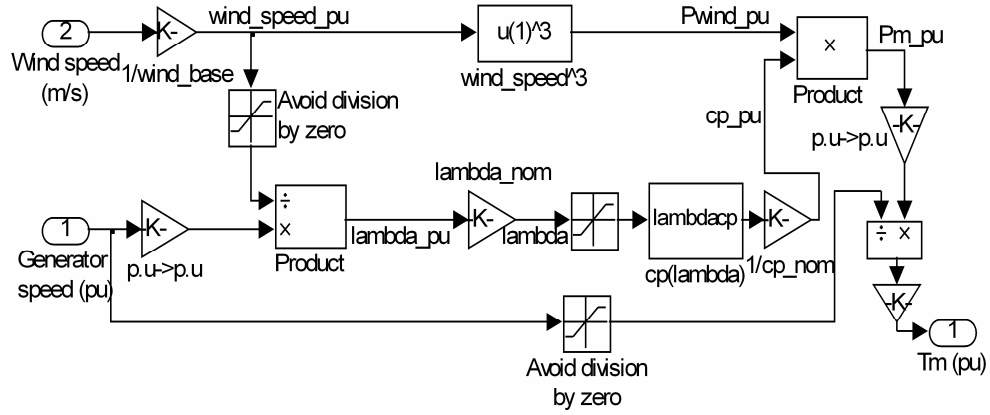 wind_speed_pu
Pwind_pu
2
-K-
u(1)^3
×
Pm_pu
Wind speed
(m/s)
1/wind_base
wind_speed^3
Product
Avoid division
by zero
cp_pu
-K-
p.u->p.u
lambda_nom
÷
×
1
-K-
-K-
lambdacp
-K-
÷ ×
lambda_pu
lambda
Generator
speed (pu)
p.u->p.u
Product
cp(lambda)
1/cp_nom
-K-
1
Avoid division
by zero
Tm (pu)